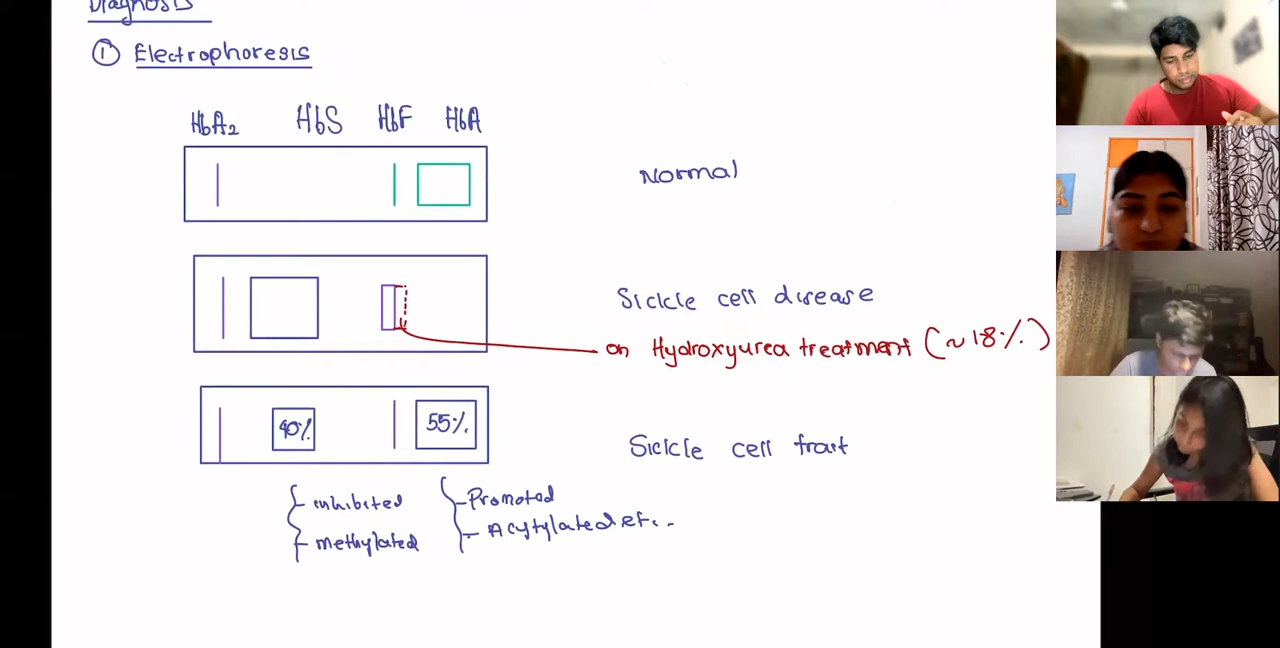 Diagnosis
① Electrophoresis
HbA₂ HbS HbF HbA
Normal
Sickle cell disease
on Hydroxyurea treatment (~18%)
40% 55%
Sickle cell trait
inhibited
methylated
Promoted
Acytylated etc..